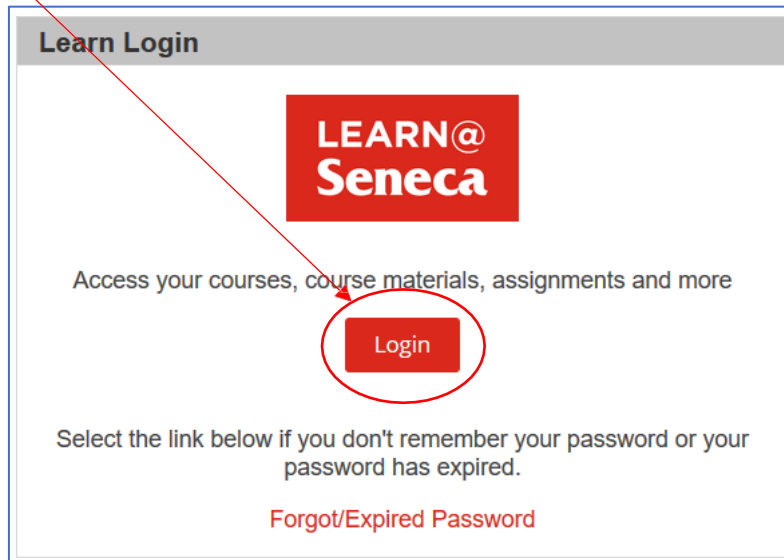 Learn Login
LEARN@
Seneca
Access your courses, course materials, assignments and more
Login
Select the link below if you don't remember your password or your
password has expired.
Forgot/Expired Password